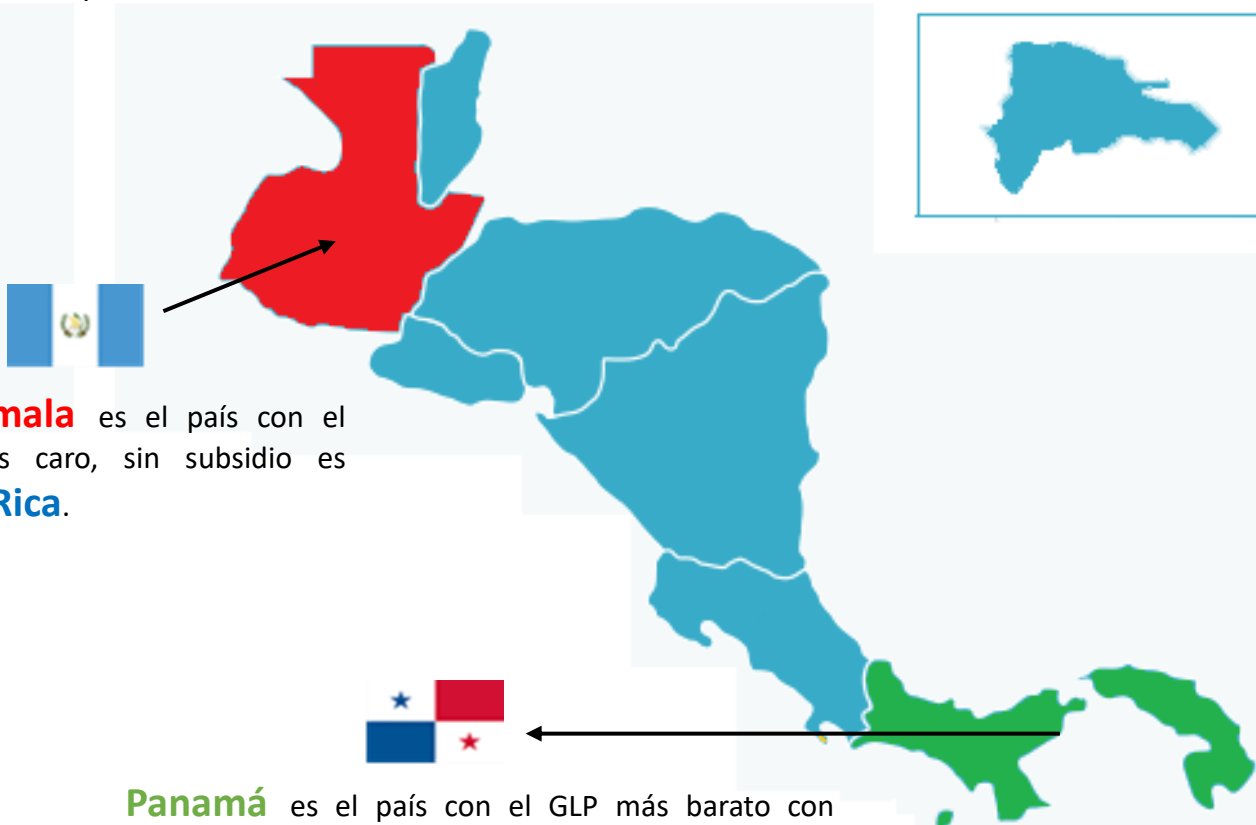 mala es el país con el
s caro, sin subsidio es
Rica.
Panamá es el país con el GLP más barato con